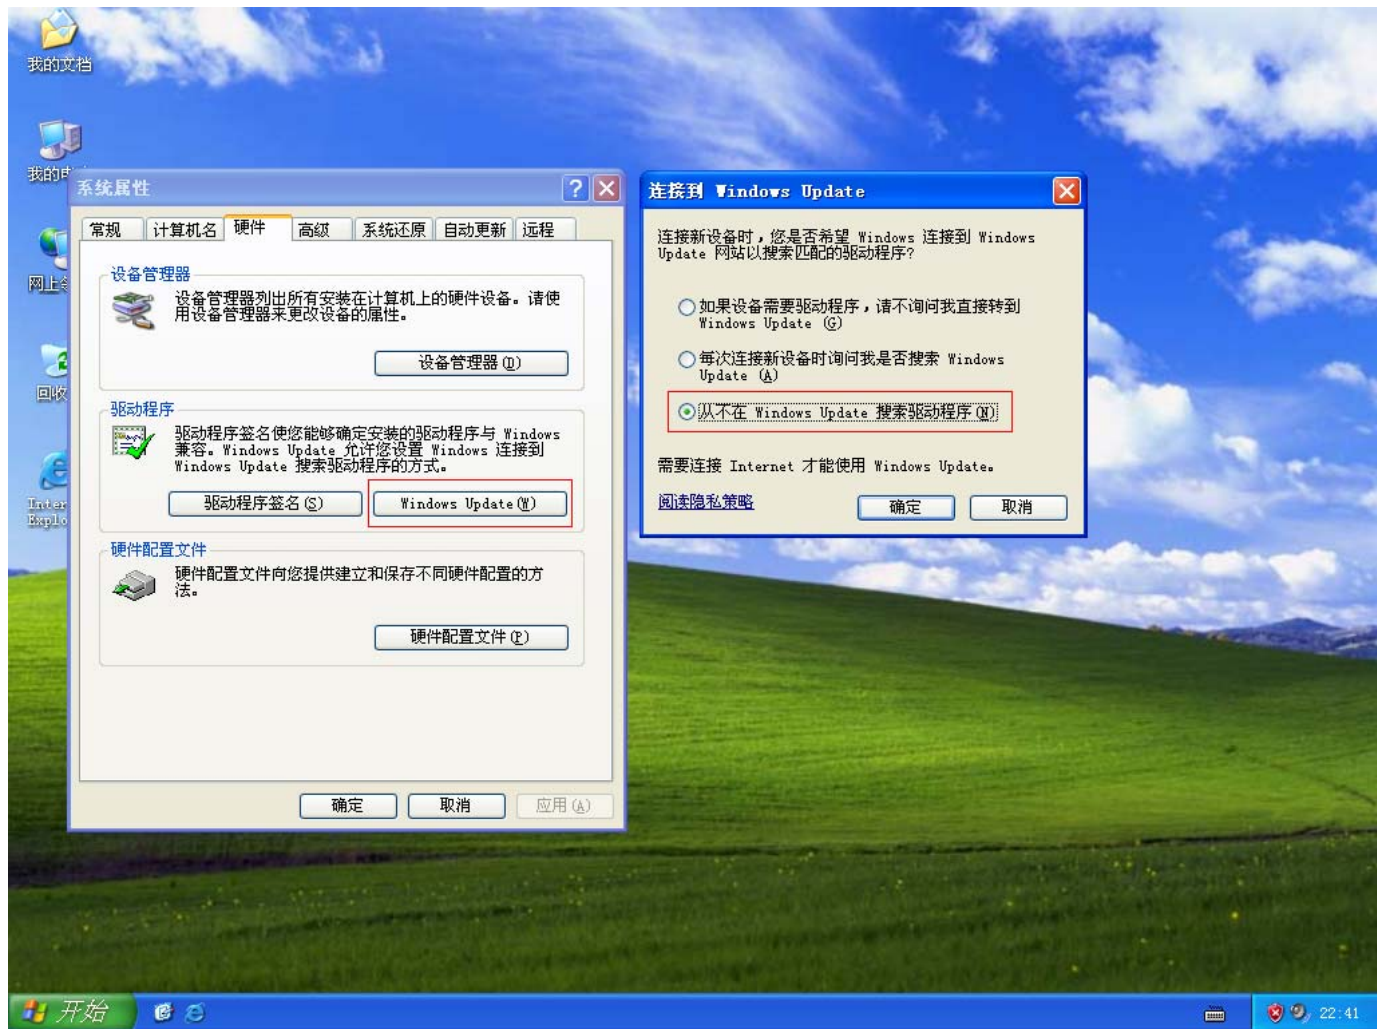 我的文档
我的电
网上邻
回收
Inter
Explo
系统属性
常规 计算机名 硬件 高级 系统还原 自动更新 远程
设备管理器
设备管理器列出所有安装在计算机上的硬件设备。请使
用设备管理器来更改设备的属性。
设备管理器(D)
驱动程序
驱动程序签名使您能够确定安装的驱动程序与 Windows
兼容。Windows Update 允许您设置 Windows 连接到
Windows Update 搜索驱动程序的方式。
驱动程序签名(S) Windows Update(W)
硬件配置文件
硬件配置文件向您提供建立和保存不同硬件配置的方
法。
硬件配置文件(P)
确定 取消 应用(A)
连接到 Windows Update
连接新设备时，您是否希望 Windows 连接到 Windows
Update 网站以搜索匹配的驱动程序?
如果设备需要驱动程序，请不询问我直接转到
Windows Update (G)
每次连接新设备时询问我是否搜索 Windows
Update (A)
从不在 Windows Update 搜索驱动程序(N)
需要连接 Internet 才能使用 Windows Update。
阅读隐私策略
确定 取消
开始
22:41